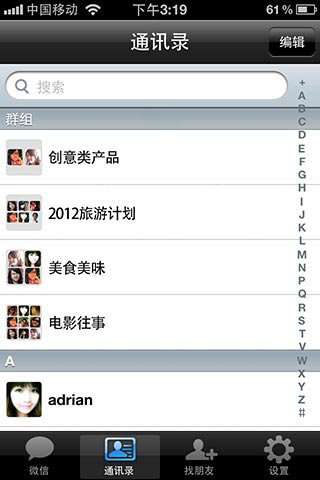 中国移动 下午3:19 61%
通讯录 编辑
搜索
群组
创意类产品
2012旅游计划
美食美味
电影往事
A
adrian
+
A
B
C
D
E
F
G
H
I
J
K
L
M
N
P
Q
R
S
T
W
X
Y
Z
#
微信 通讯录 找朋友 设置